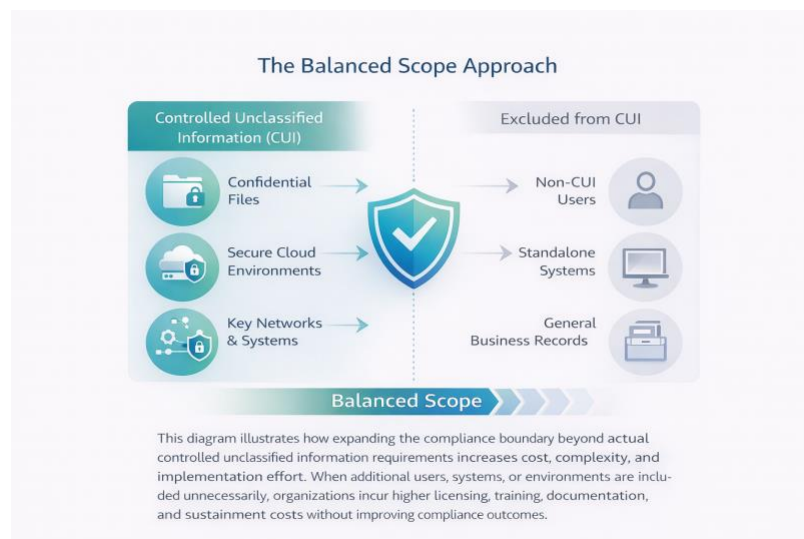 The Balanced Scope Approach
Controlled Unclassified
Information (CUI)
Excluded from CUI
Confidential
Files
Non-CUI
Users
Secure Cloud
Environments
Standalone
Systems
Key Networks
& Systems
General
Business Records
Balanced Scope
This diagram illustrates how expanding the compliance boundary beyond actual
controlled unclassified information requirements increases cost, complexity, and
implementation effort. When additional users, systems, or environments are inclu-
ded unnecessarily, organizations incur higher licensing, training, documentation,
and sustainment costs without improving compliance outcomes.